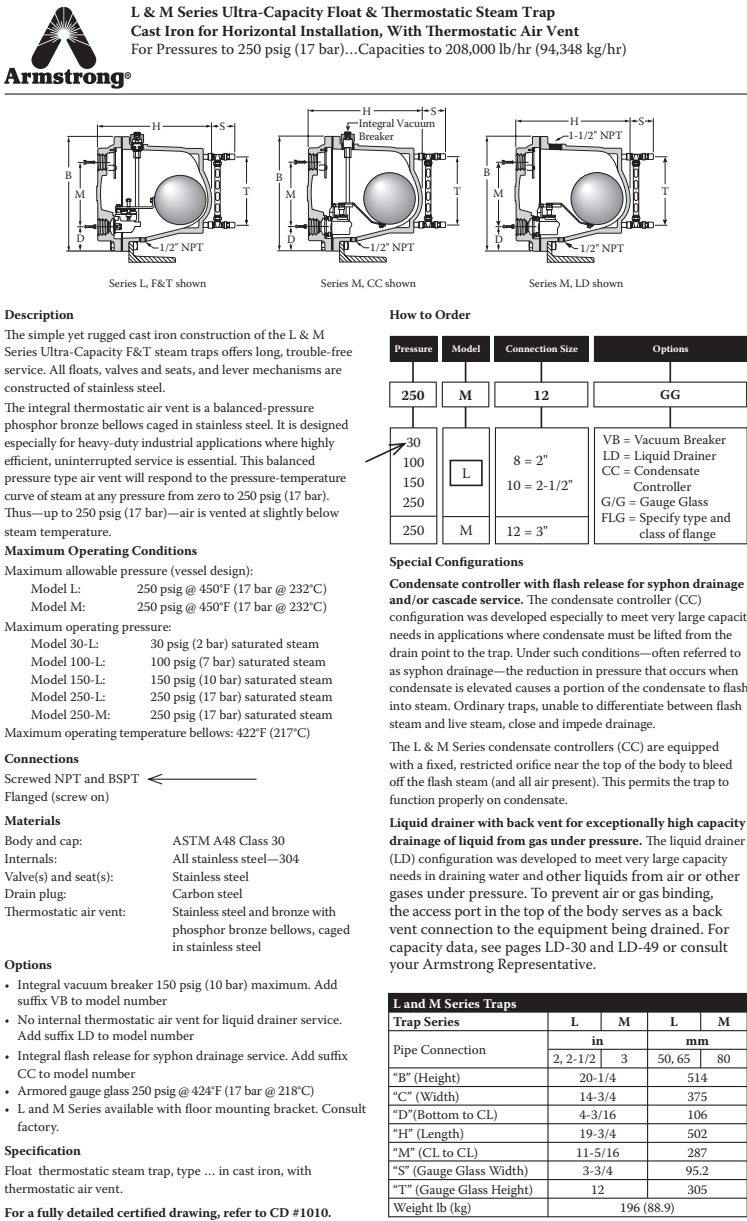 L & M Series Ultra-Capacity Float & Thermostatic Steam Trap
Cast Iron for Horizontal Installation, With Thermostatic Air Vent
For Pressures to 250 psig (17 bar)…Capacities to 208,000 lb/hr (94,348 kg/hr)
Armstrong®
H
S
B
M
D
T
1/2" NPT
Series L, F&T shown
H
S
Integral Vacuum
Breaker
B
M
D
T
1/2" NPT
Series M, CC shown
H
S
1-1/2" NPT
B
M
D
T
1/2" NPT
Series M, LD shown
Description
The simple yet rugged cast iron construction of the L & M
Series Ultra-Capacity F&T steam traps offers long, trouble-free
service. All floats, valves and seats, and lever mechanisms are
constructed of stainless steel.
The integral thermostatic air vent is a balanced-pressure
phosphor bronze bellows caged in stainless steel. It is designed
especially for heavy-duty industrial applications where highly
efficient, uninterrupted service is essential. This balanced
pressure type air vent will respond to the pressure-temperature
curve of steam at any pressure from zero to 250 psig (17 bar).
Thus—up to 250 psig (17 bar)—air is vented at slightly below
steam temperature.
Maximum Operating Conditions
Maximum allowable pressure (vessel design):
Model L: 250 psig @ 450°F (17 bar @ 232°C)
Model M: 250 psig @ 450°F (17 bar @ 232°C)
Maximum operating pressure:
Model 30-L: 30 psig (2 bar) saturated steam
Model 100-L: 100 psig (7 bar) saturated steam
Model 150-L: 150 psig (10 bar) saturated steam
Model 250-L: 250 psig (17 bar) saturated steam
Model 250-M: 250 psig (17 bar) saturated steam
Maximum operating temperature bellows: 422°F (217°C)
Connections
Screwed NPT and BSPT
Flanged (screw on)
Materials
Body and cap: ASTM A48 Class 30
Internals: All stainless steel—304
Valve(s) and seat(s): Stainless steel
Drain plug: Carbon steel
Thermostatic air vent: Stainless steel and bronze with
phosphor bronze bellows, caged
in stainless steel
Options
• Integral vacuum breaker 150 psig (10 bar) maximum. Add
suffix VB to model number
• No internal thermostatic air vent for liquid drainer service.
Add suffix LD to model number
• Integral flash release for syphon drainage service. Add suffix
CC to model number
• Armored gauge glass 250 psig @ 424°F (17 bar @ 218°C)
• L and M Series available with floor mounting bracket. Consult
factory.
Specification
Float thermostatic steam trap, type … in cast iron, with
thermostatic air vent.
For a fully detailed certified drawing, refer to CD #1010.
How to Order
Pressure Model Connection Size Options
250 M 12 GG
30
100
150
250
L
8 = 2"
10 = 2-1/2"
250 M 12 = 3"
VB = Vacuum Breaker
LD = Liquid Drainer
CC = Condensate
Controller
G/G = Gauge Glass
FLG = Specify type and
class of flange
Special Configurations
Condensate controller with flash release for syphon drainage
and/or cascade service. The condensate controller (CC)
configuration was developed especially to meet very large capacit
needs in applications where condensate must be lifted from the
drain point to the trap. Under such conditions—often referred to
as syphon drainage—the reduction in pressure that occurs when
condensate is elevated causes a portion of the condensate to flash
into steam. Ordinary traps, unable to differentiate between flash
steam and live steam, close and impede drainage.
The L & M Series condensate controllers (CC) are equipped
with a fixed, restricted orifice near the top of the body to bleed
off the flash steam (and all air present). This permits the trap to
function properly on condensate.
Liquid drainer with back vent for exceptionally high capacity
drainage of liquid from gas under pressure. The liquid drainer
(LD) configuration was developed to meet very large capacity
needs in draining water and other liquids from air or other
gases under pressure. To prevent air or gas binding,
the access port in the top of the body serves as a back
vent connection to the equipment being drained. For
capacity data, see pages LD-30 and LD-49 or consult
your Armstrong Representative.
L and M Series Traps
Trap Series L M L M
Pipe Connection in mm
2, 2-1/2 3 50, 65 80
"B" (Height) 20-1/4 514
"C" (Width) 14-3/4 375
"D"(Bottom to CL) 4-3/16 106
"H" (Length) 19-3/4 502
"M" (CL to CL) 11-5/16 287
"S" (Gauge Glass Width) 3-3/4 95.2
"T" (Gauge Glass Height) 12 305
Weight lb (kg) 196 (88.9)